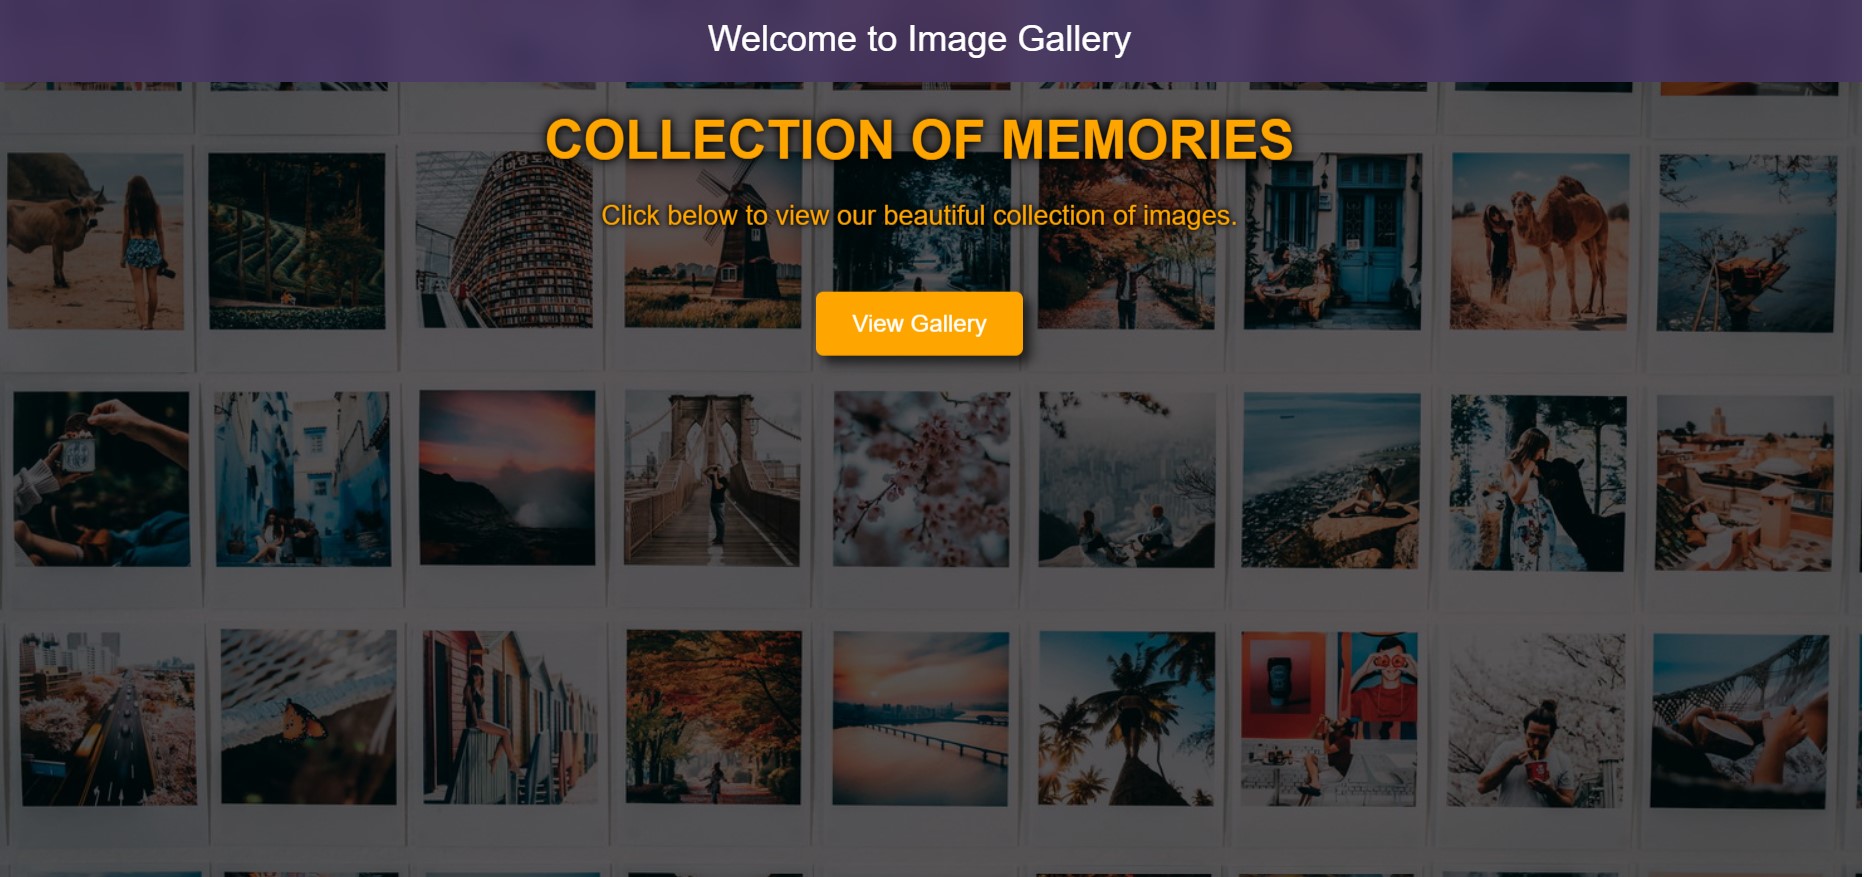 Welcome to Image Gallery
COLLECTION OF MEMORIES
Click below to view our beautiful collection of images.
View Gallery